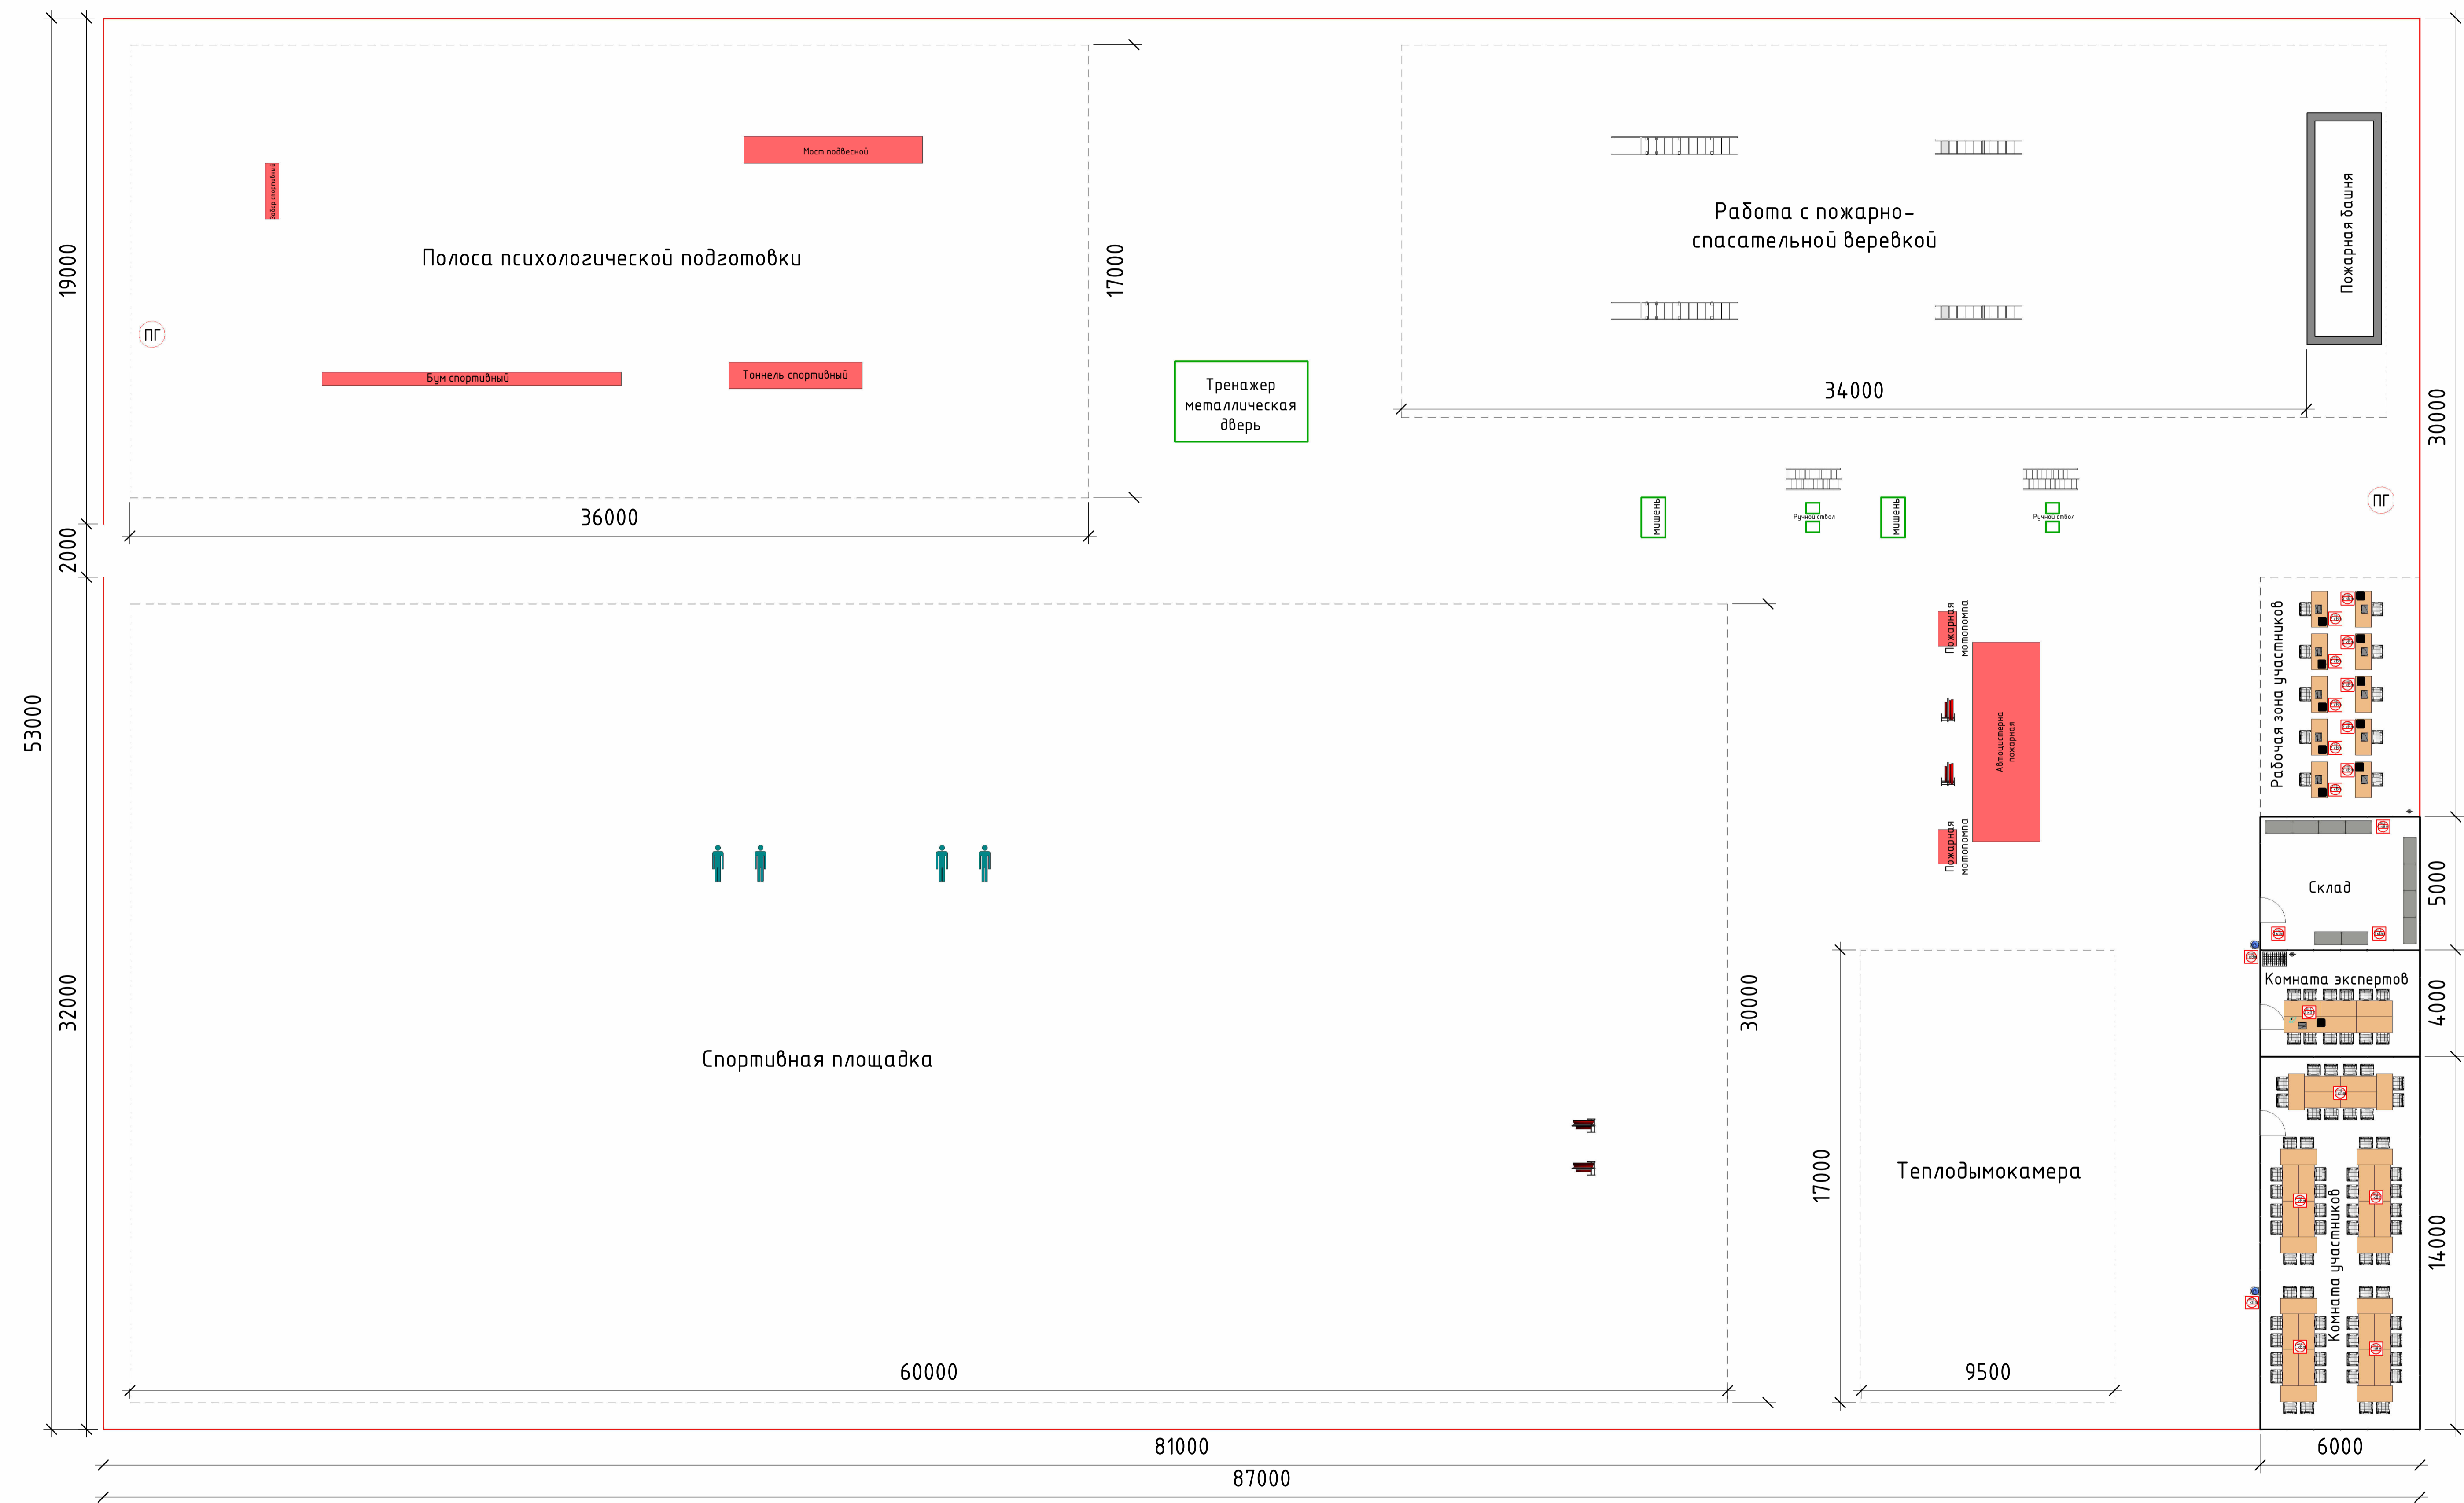 Мост подвесной
Забор спортивный
Полоса психологической подготовки
ПГ
Бум спортивный
Тоннель спортивный
19000
17000
36000
2000
53000
32000
Тренажер
металлическая
дверь
Работа с пожарно-
спасательной веревкой
Пожарная башня
34000
30000
мишень
Ручной ствол
мишень
Ручной ствол
ПГ
Пожарная
мотопомпа
Автоцистерна
пожарная
Пожарная
мотопомпа
Рабочая зона участников
Склад
5000
Комната экспертов
4000
Комната участников
14000
Спортивная площадка
30000
60000
Теплодымокамера
17000
9500
81000
6000
87000